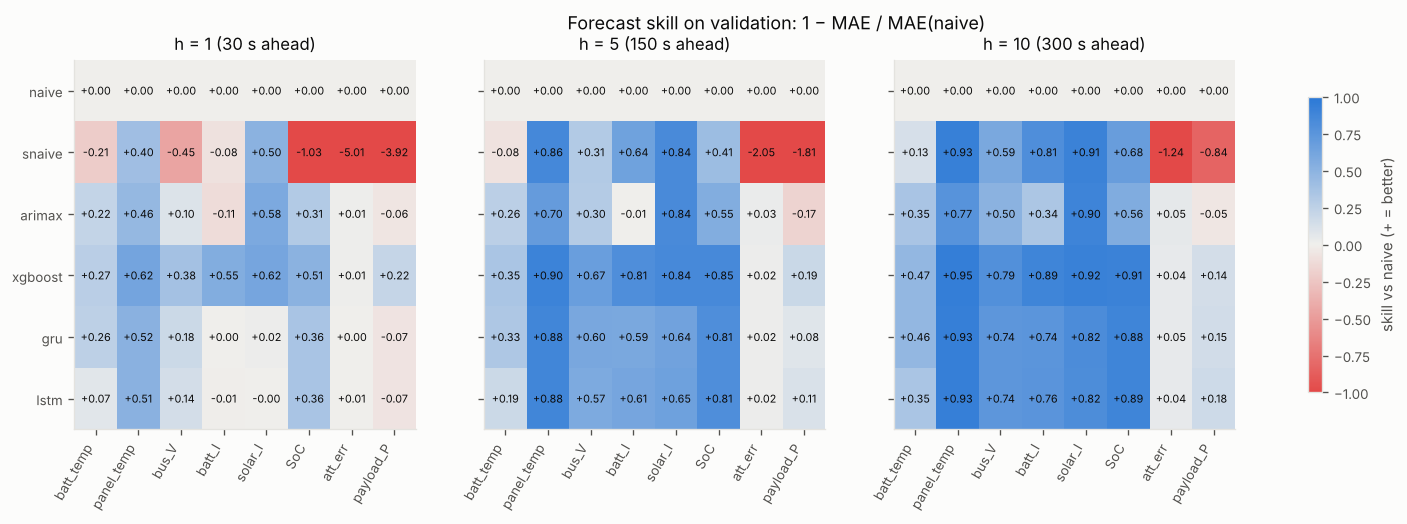 Forecast skill on validation: 1 − MAE / MAE(naive)
h = 1 (30 s ahead)
h = 5 (150 s ahead)
h = 10 (300 s ahead)
naive +0.00 +0.00 +0.00 +0.00 +0.00 +0.00 +0.00 +0.00 +0.00 +0.00 +0.00 +0.00 +0.00 +0.00 +0.00 +0.00 +0.00 +0.00 +0.00 +0.00 +0.00 +0.00 +0.00 +0.00
snaive -0.21 +0.40 -0.45 -0.08 +0.50 -1.03 -5.01 -3.92 -0.08 +0.86 +0.31 +0.64 +0.84 +0.41 -2.05 -1.81 +0.13 +0.93 +0.59 +0.81 +0.91 +0.68 -1.24 -0.84
arimax +0.22 +0.46 +0.10 -0.11 +0.58 +0.31 +0.01 -0.06 +0.26 +0.70 +0.30 -0.01 +0.84 +0.55 +0.03 -0.17 +0.35 +0.77 +0.50 +0.34 +0.90 +0.56 +0.05 -0.05
xgboost +0.27 +0.62 +0.38 +0.55 +0.62 +0.51 +0.01 +0.22 +0.35 +0.90 +0.67 +0.81 +0.84 +0.85 +0.02 +0.19 +0.47 +0.95 +0.79 +0.89 +0.92 +0.91 +0.04 +0.14
gru +0.26 +0.52 +0.18 +0.00 +0.02 +0.36 +0.00 -0.07 +0.33 +0.88 +0.60 +0.59 +0.64 +0.81 +0.02 +0.08 +0.46 +0.93 +0.74 +0.74 +0.82 +0.88 +0.05 +0.15
lstm +0.07 +0.51 +0.14 -0.01 -0.00 +0.36 +0.01 -0.07 +0.19 +0.88 +0.57 +0.61 +0.65 +0.81 +0.02 +0.11 +0.35 +0.93 +0.74 +0.76 +0.82 +0.89 +0.04 +0.18
batt_temp panel_temp bus_V batt_I solar_I SoC att_err payload_P
batt_temp panel_temp bus_V batt_I solar_I SoC att_err payload_P
batt_temp panel_temp bus_V batt_I solar_I SoC att_err payload_P
1.00
0.75
0.50
0.25
0.00
−0.25
−0.50
−0.75
−1.00
skill vs naive (+ = better)